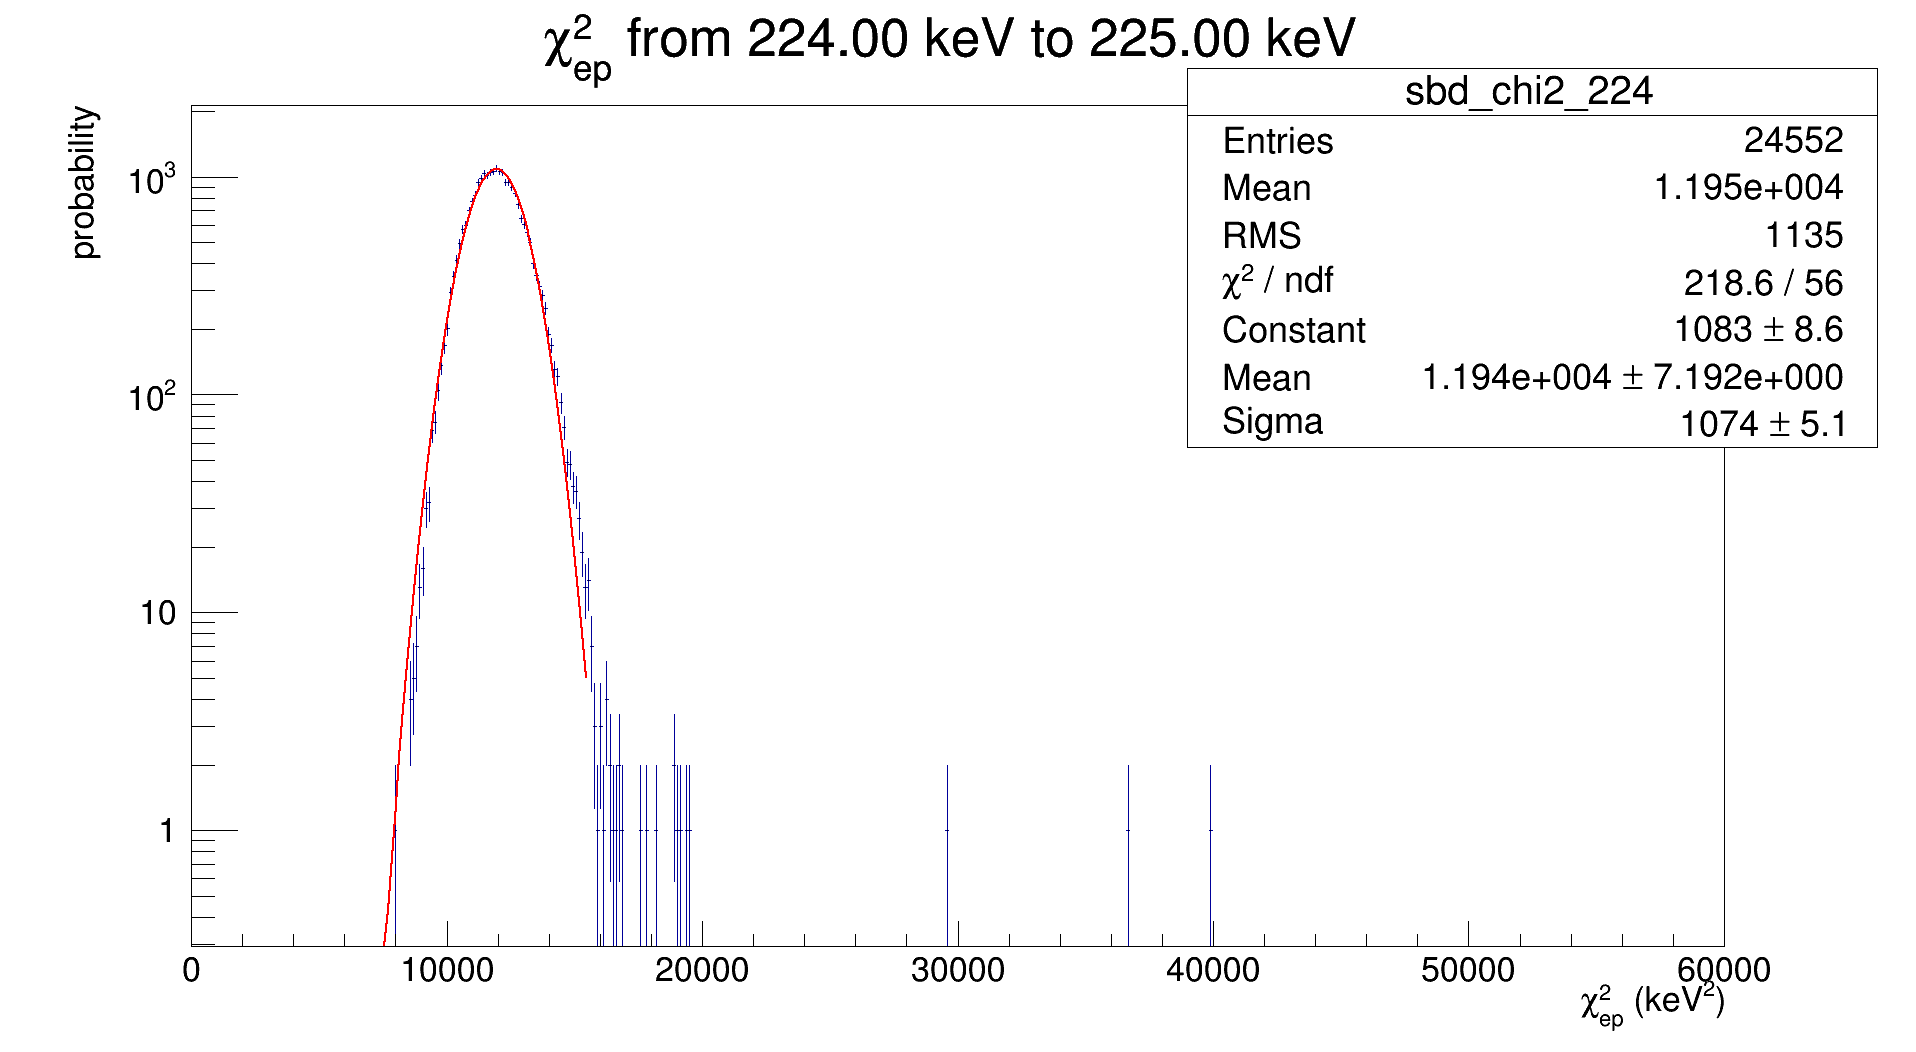 χ²ep from 224.00 keV to 225.00 keV
sbd_chi2_224
Entries 24552
Mean 1.195e+004
RMS 1135
χ² / ndf 218.6 / 56
Constant 1083 ± 8.6
Mean 1.194e+004 ± 7.192e+000
Sigma 1074 ± 5.1
probability
10³
10²
10
1
0 10000 20000 30000 40000 50000 60000
χ²ep (keV²)